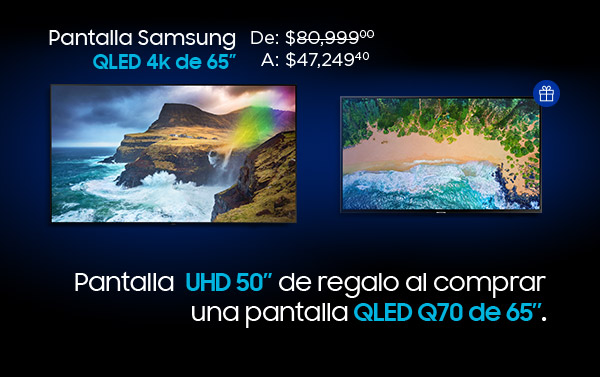 Pantalla Samsung De: $80,999⁰⁰
QLED 4k de 65” A: $47,249⁴⁰
Pantalla UHD 50” de regalo al comprar
una pantalla QLED Q70 de 65”.